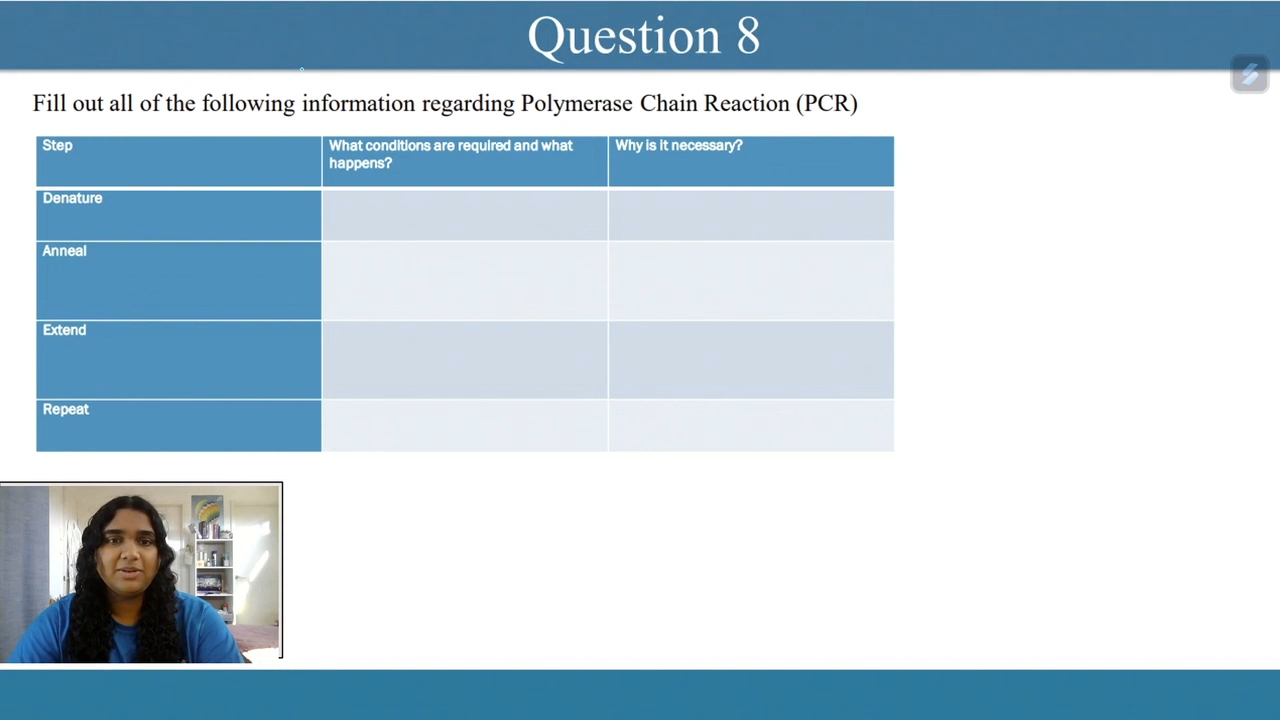 Question 8
Fill out all of the following information regarding Polymerase Chain Reaction (PCR)
Step
What conditions are required and what
happens?
Why is it necessary?
Denature
Anneal
Extend
Repeat